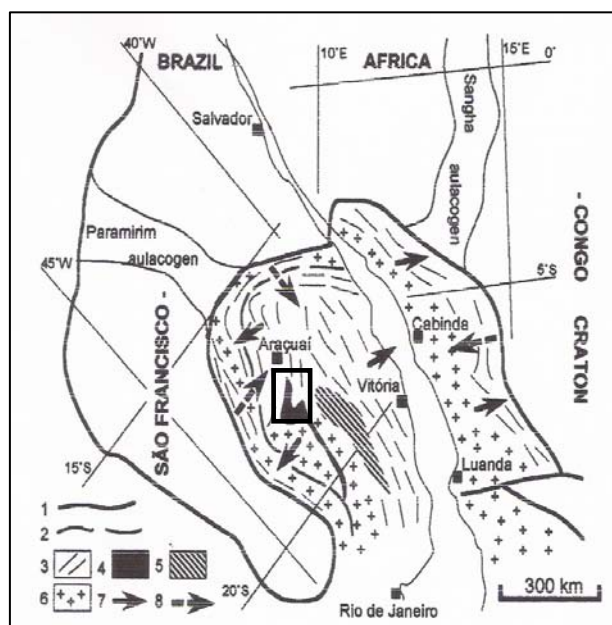 40°W
BRAZIL
10°E
AFRICA
15°E
0°
Salvador
Sangha
aulacogen
Paramirim
aulacogen
45°W
- CONGO CRATON
5°S
SÃO FRANCISCO -
Araçuaí
Cabinda
Vitória
15°S
Luanda
1
2
3 4 5
6 7 8
20°S
Rio de Janeiro
300 km